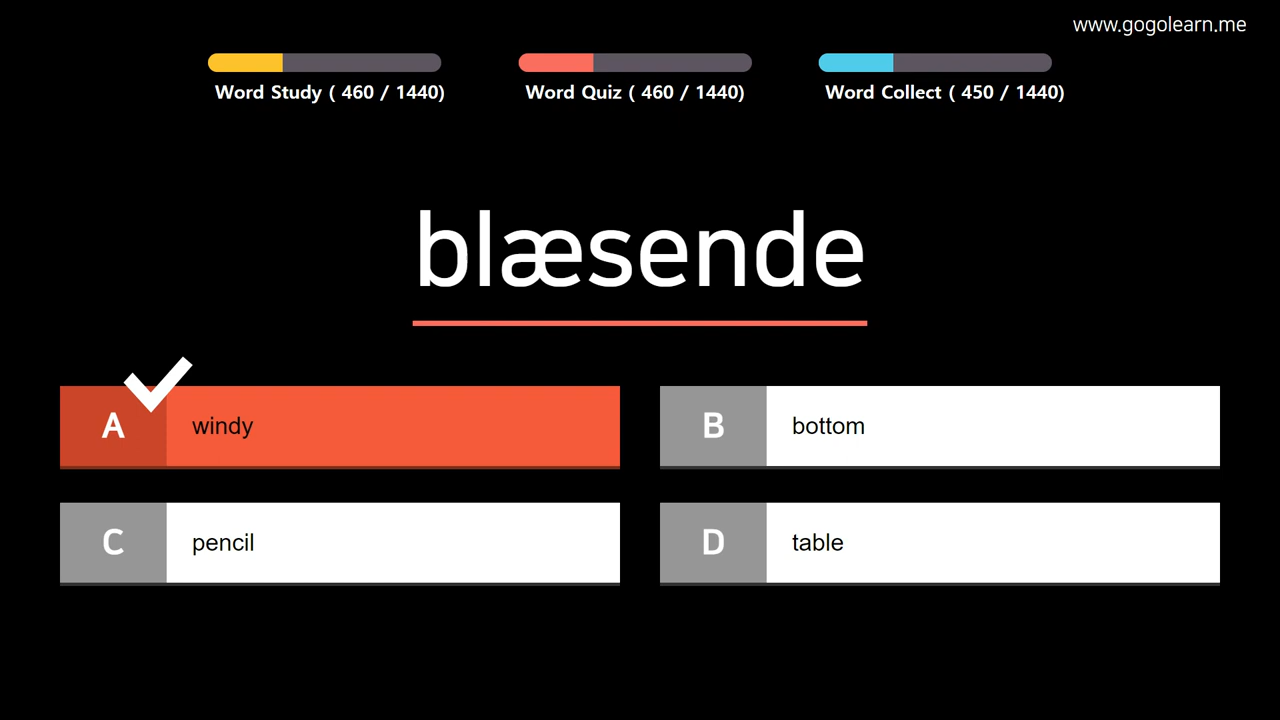 www.gogolearn.me
Word Study ( 460 / 1440)
Word Quiz ( 460 / 1440)
Word Collect ( 450 / 1440)
blæsende
A windy
B bottom
C pencil
D table